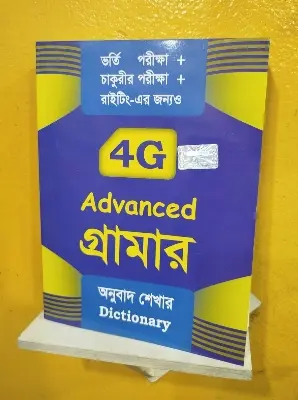 ভর্তি পরীক্ষা +
চাকুরীর পরীক্ষা +
রাইটিং-এর জন্যও
4G
Advanced
গ্রামার
অনুবাদ শেখার
Dictionary